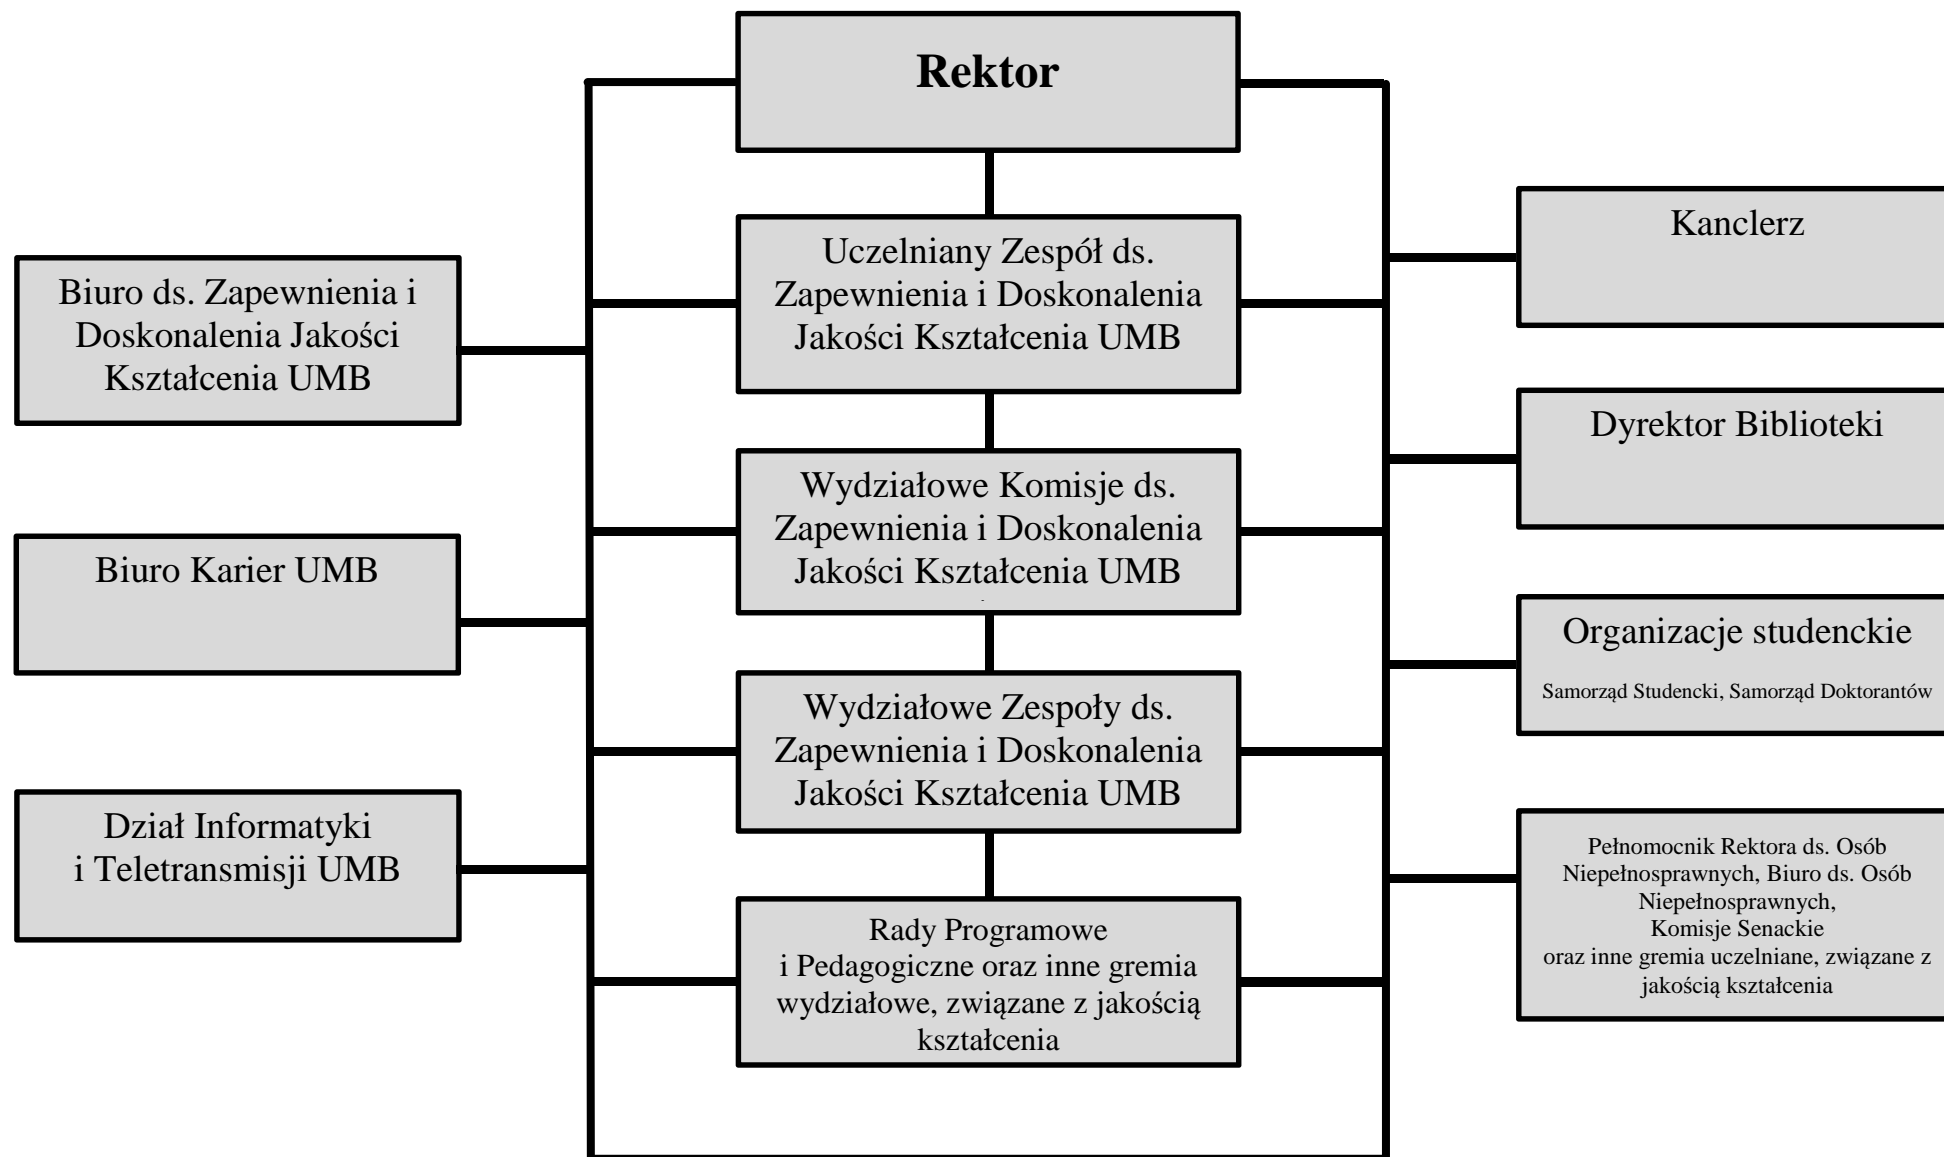 Rektor
Kanclerz
Uczelniany Zespół ds.
Zapewnienia i Doskonalenia
Jakości Kształcenia UMB
Biuro ds. Zapewnienia i
Doskonalenia Jakości
Kształcenia UMB
Dyrektor Biblioteki
Wydziałowe Komisje ds.
Zapewnienia i Doskonalenia
Jakości Kształcenia UMB
Biuro Karier UMB
Organizacje studenckie
Samorząd Studencki, Samorząd Doktorantów
Wydziałowe Zespoły ds.
Zapewnienia i Doskonalenia
Jakości Kształcenia UMB
Dział Informatyki
i Teletransmisji UMB
Pełnomocnik Rektora ds. Osób
Niepełnosprawnych, Biuro ds. Osób
Niepełnosprawnych,
Komisje Senackie
oraz inne gremia uczelniane, związane z
jakością kształcenia
Rady Programowe
i Pedagogiczne oraz inne gremia
wydziałowe, związane z jakością
kształcenia